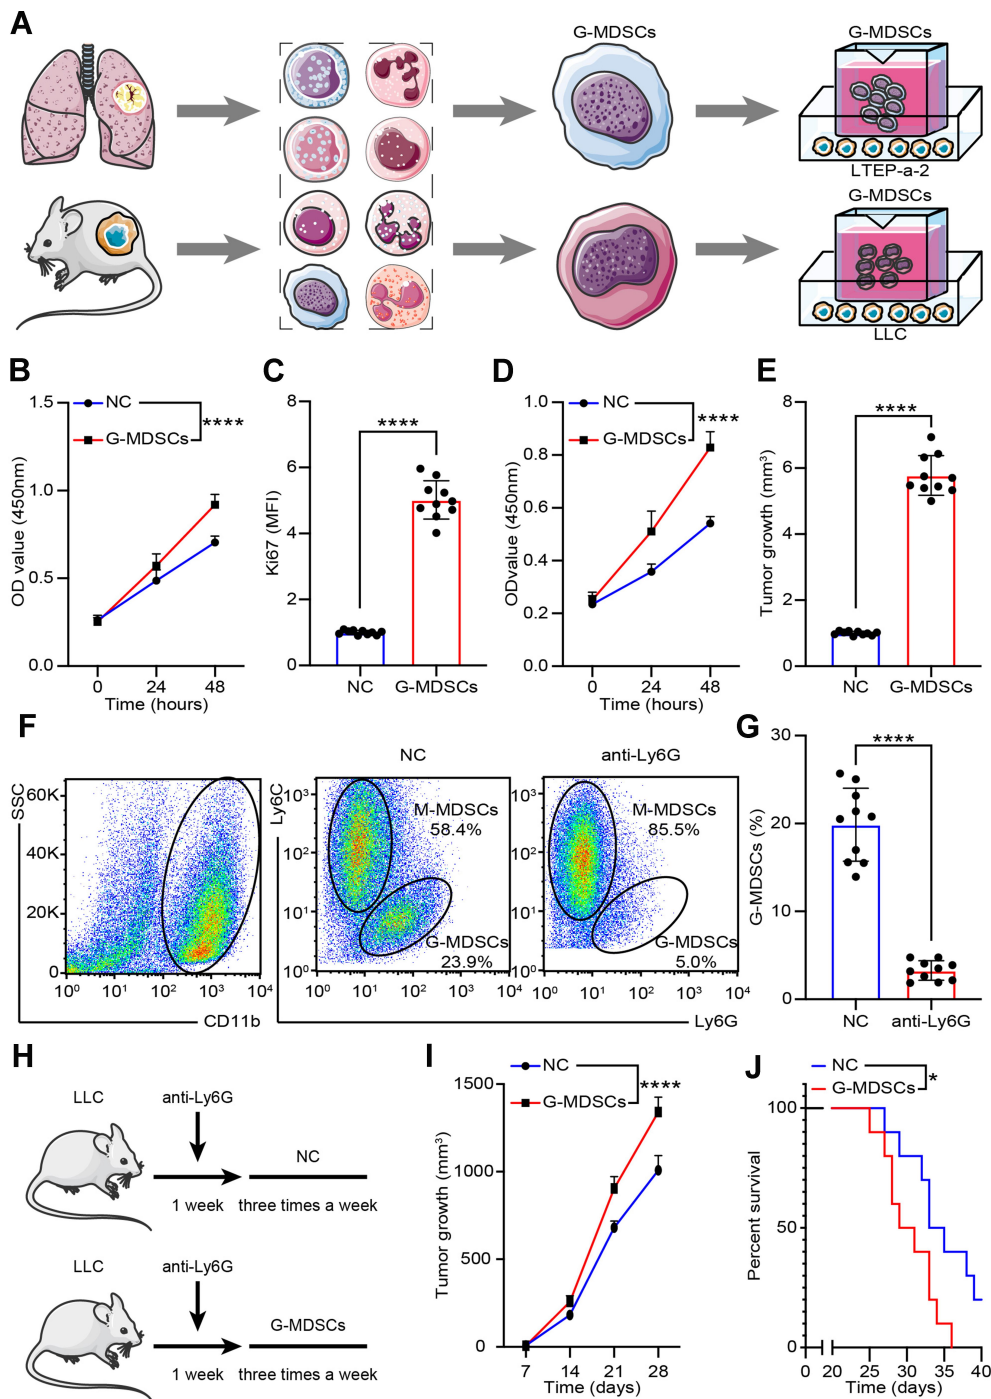 A
G-MDSCs
G-MDSCs
LTEP-a-2
G-MDSCs
LLC
B
NC
G-MDSCs
****
OD value (450nm)
1.5
1.0
0.5
0.0
0 24 48
Time (hours)
C
****
Ki67 (MFI)
8
6
4
2
0
NC G-MDSCs
D
NC
G-MDSCs
****
ODvalue (450nm)
1.0
0.8
0.6
0.4
0.2
0.0
0 24 48
Time (hours)
E
****
Tumor growth (mm³)
8
6
4
2
0
NC G-MDSCs
F
SSC
60K
40K
20K
0
10⁰ 10¹ 10² 10³ 10⁴
CD11b
NC
Ly6C
10³
10²
10¹
10⁰
M-MDSCs
58.4%
G-MDSCs
23.9%
10⁰ 10¹ 10² 10³ 10⁴
anti-Ly6G
10³
10²
10¹
10⁰
M-MDSCs
85.5%
G-MDSCs
5.0%
10⁰ 10¹ 10² 10³ 10⁴
Ly6G
G
****
G-MDSCs (%)
30
20
10
0
NC anti-Ly6G
H
LLC anti-Ly6G
NC
1 week three times a week
LLC anti-Ly6G
G-MDSCs
1 week three times a week
I
NC
G-MDSCs
****
Tumor growth (mm³)
1500
1000
500
0
7 14 21 28
Time (days)
J
NC
G-MDSCs
*
Percent survival
100
50
0
0 20 25 30 35 40
Time (days)